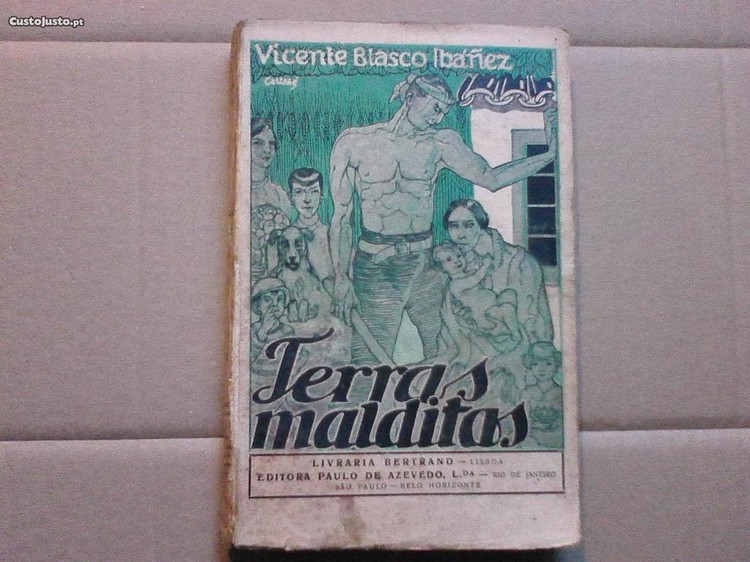 CustoJusto.pt
Vicente Blasco Ibáñez
Terras
malditas
LIVRARIA BERTRAND — LISBOA
EDITORA PAULO DE AZEVEDO, L.DA — RIO DE JANEIRO
SÃO PAULO — BELO HORIZONTE